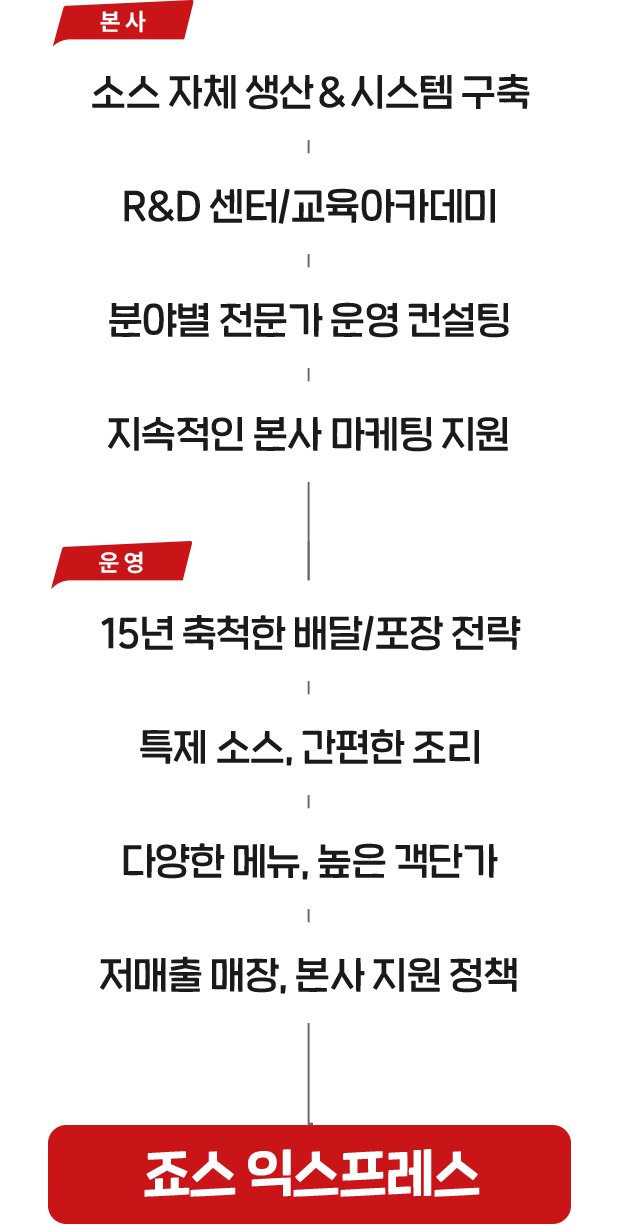 본사
소스 자체 생산 & 시스템 구축
R&D 센터/교육아카데미
분야별 전문가 운영 컨설팅
지속적인 본사 마케팅 지원
운영
15년 축척한 배달/포장 전략
특제 소스, 간편한 조리
다양한 메뉴, 높은 객단가
저매출 매장, 본사 지원 정책
죠스 익스프레스